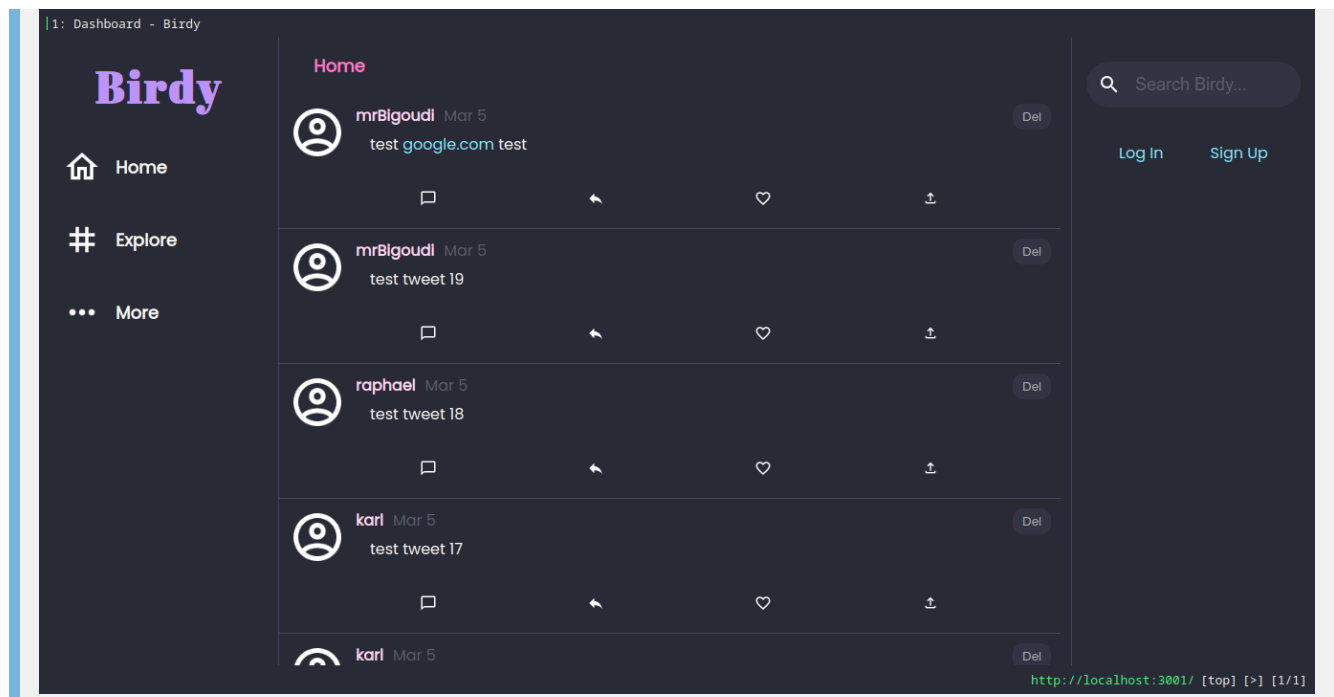 1: Dashboard - Birdy
Birdy
Home
Explore
More
Home
mrBigoudi Mar 5 Del
test google.com test
mrBigoudi Mar 5 Del
test tweet 19
raphael Mar 5 Del
test tweet 18
karl Mar 5 Del
test tweet 17
karl Mar 5 Del
Search Birdy...
Log In Sign Up
http://localhost:3001/ [top] [>] [1/1]